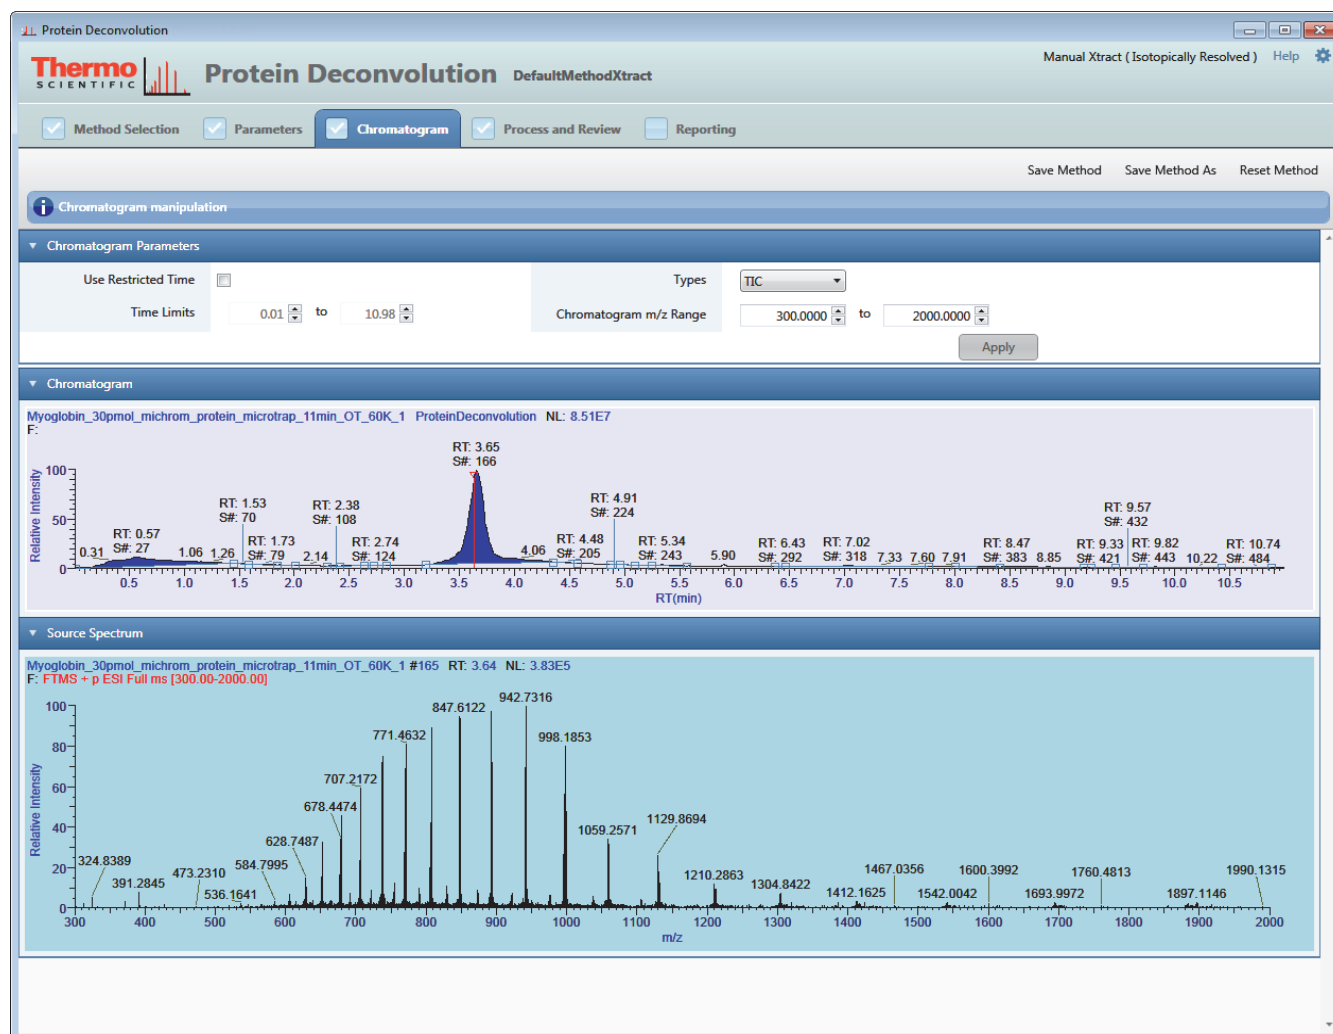 Protein Deconvolution
Thermo
SCIENTIFIC
Protein Deconvolution DefaultMethodXtract
Manual Xtract ( Isotopically Resolved ) Help
Method Selection Parameters Chromatogram Process and Review Reporting
Save Method Save Method As Reset Method
Chromatogram manipulation
Chromatogram Parameters
Use Restricted Time Types TIC
Time Limits 0.01 to 10.98 Chromatogram m/z Range 300.0000 to 2000.0000
Apply
Chromatogram
Myoglobin_30pmol_michrom_protein_microtrap_11min_OT_60K_1 ProteinDeconvolution NL: 8.51E7
F:
Relative Intensity
100
50
0
0.31
RT: 0.57
S#: 27
1.06
1.26
RT: 1.53
S#: 70
RT: 1.73
S#: 79
2.14
RT: 2.38
S#: 108
RT: 2.74
S#: 124
RT: 3.65
S#: 166
4.06
RT: 4.48
S#: 205
RT: 4.91
S#: 224
RT: 5.34
S#: 243
5.90
RT: 6.43
S#: 292
RT: 7.02
S#: 318
7.33
7.60
7.91
RT: 8.47
S#: 383
8.85
RT: 9.33
S#: 421
RT: 9.57
S#: 432
RT: 9.82
S#: 443
10.22
RT: 10.74
S#: 484
0.5 1.0 1.5 2.0 2.5 3.0 3.5 4.0 4.5 5.0 5.5 6.0 6.5 7.0 7.5 8.0 8.5 9.0 9.5 10.0 10.5
RT(min)
Source Spectrum
Myoglobin_30pmol_michrom_protein_microtrap_11min_OT_60K_1 #165 RT: 3.64 NL: 3.83E5
F: FTMS + p ESI Full ms [300.00-2000.00]
Relative Intensity
100
80
60
40
20
0
324.8389
391.2845
473.2310
536.1641
584.7995
628.7487
678.4474
707.2172
771.4632
847.6122
942.7316
998.1853
1059.2571
1129.8694
1210.2863
1304.8422
1412.1625
1467.0356
1542.0042
1600.3992
1693.9972
1760.4813
1897.1146
1990.1315
300 400 500 600 700 800 900 1000 1100 1200 1300 1400 1500 1600 1700 1800 1900 2000
m/z